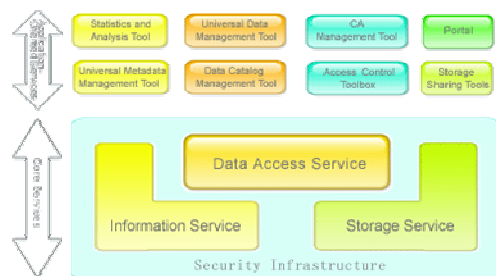 Statistics and
Analysis Tool
Universal Data
Management Tool
CA
Management Tool
Portal
Universal Metadata
Management Tool
Data Catalog
Management Tool
Access Control
Toolbox
Storage
Sharing Tools
Core Services
Data Access Service
Information Service
Storage Service
Security Infrastructure